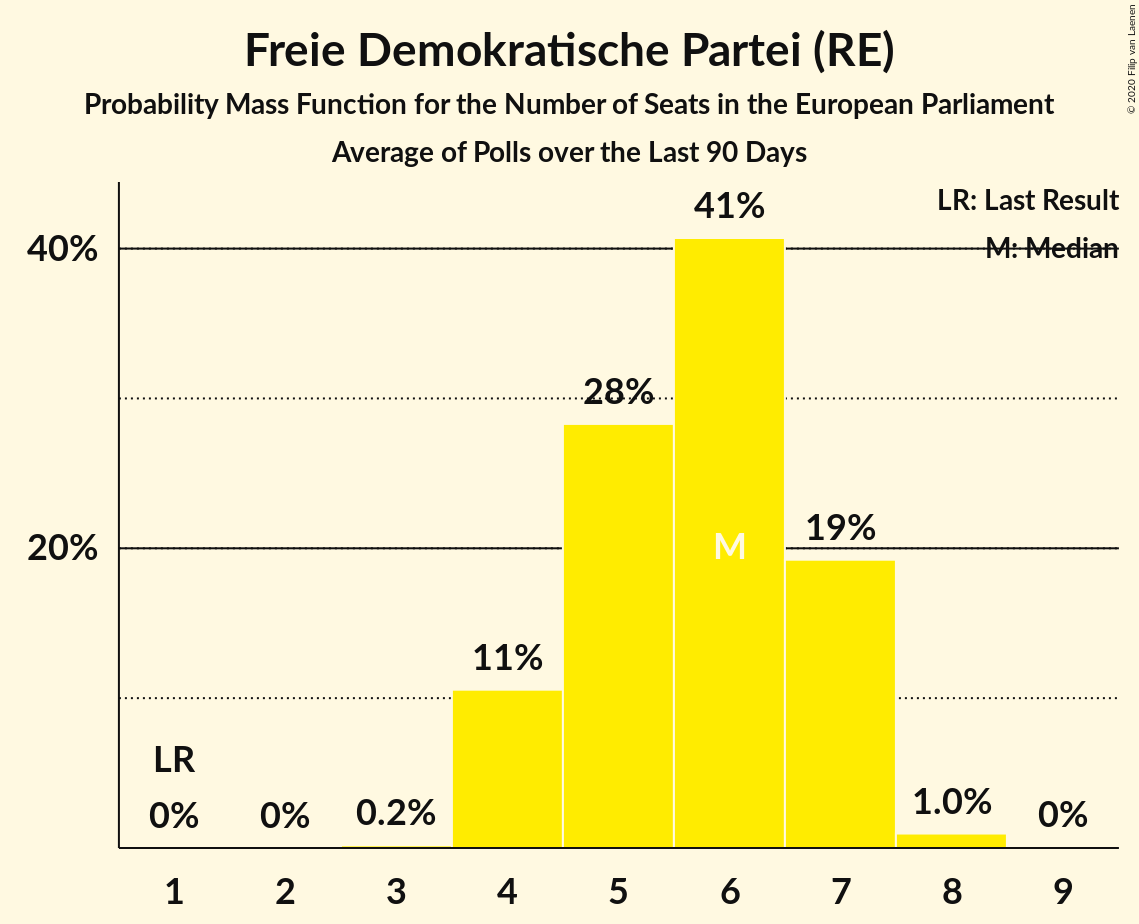 Freie Demokratische Partei (RE)
Probability Mass Function for the Number of Seats in the European Parliament
Average of Polls over the Last 90 Days
© 2020 Filip van Laenen
LR: Last Result
M: Median
41%
40%
28%
20%
M
19%
11%
LR
0%
0%
0.2%
1.0%
0%
1 2 3 4 5 6 7 8 9